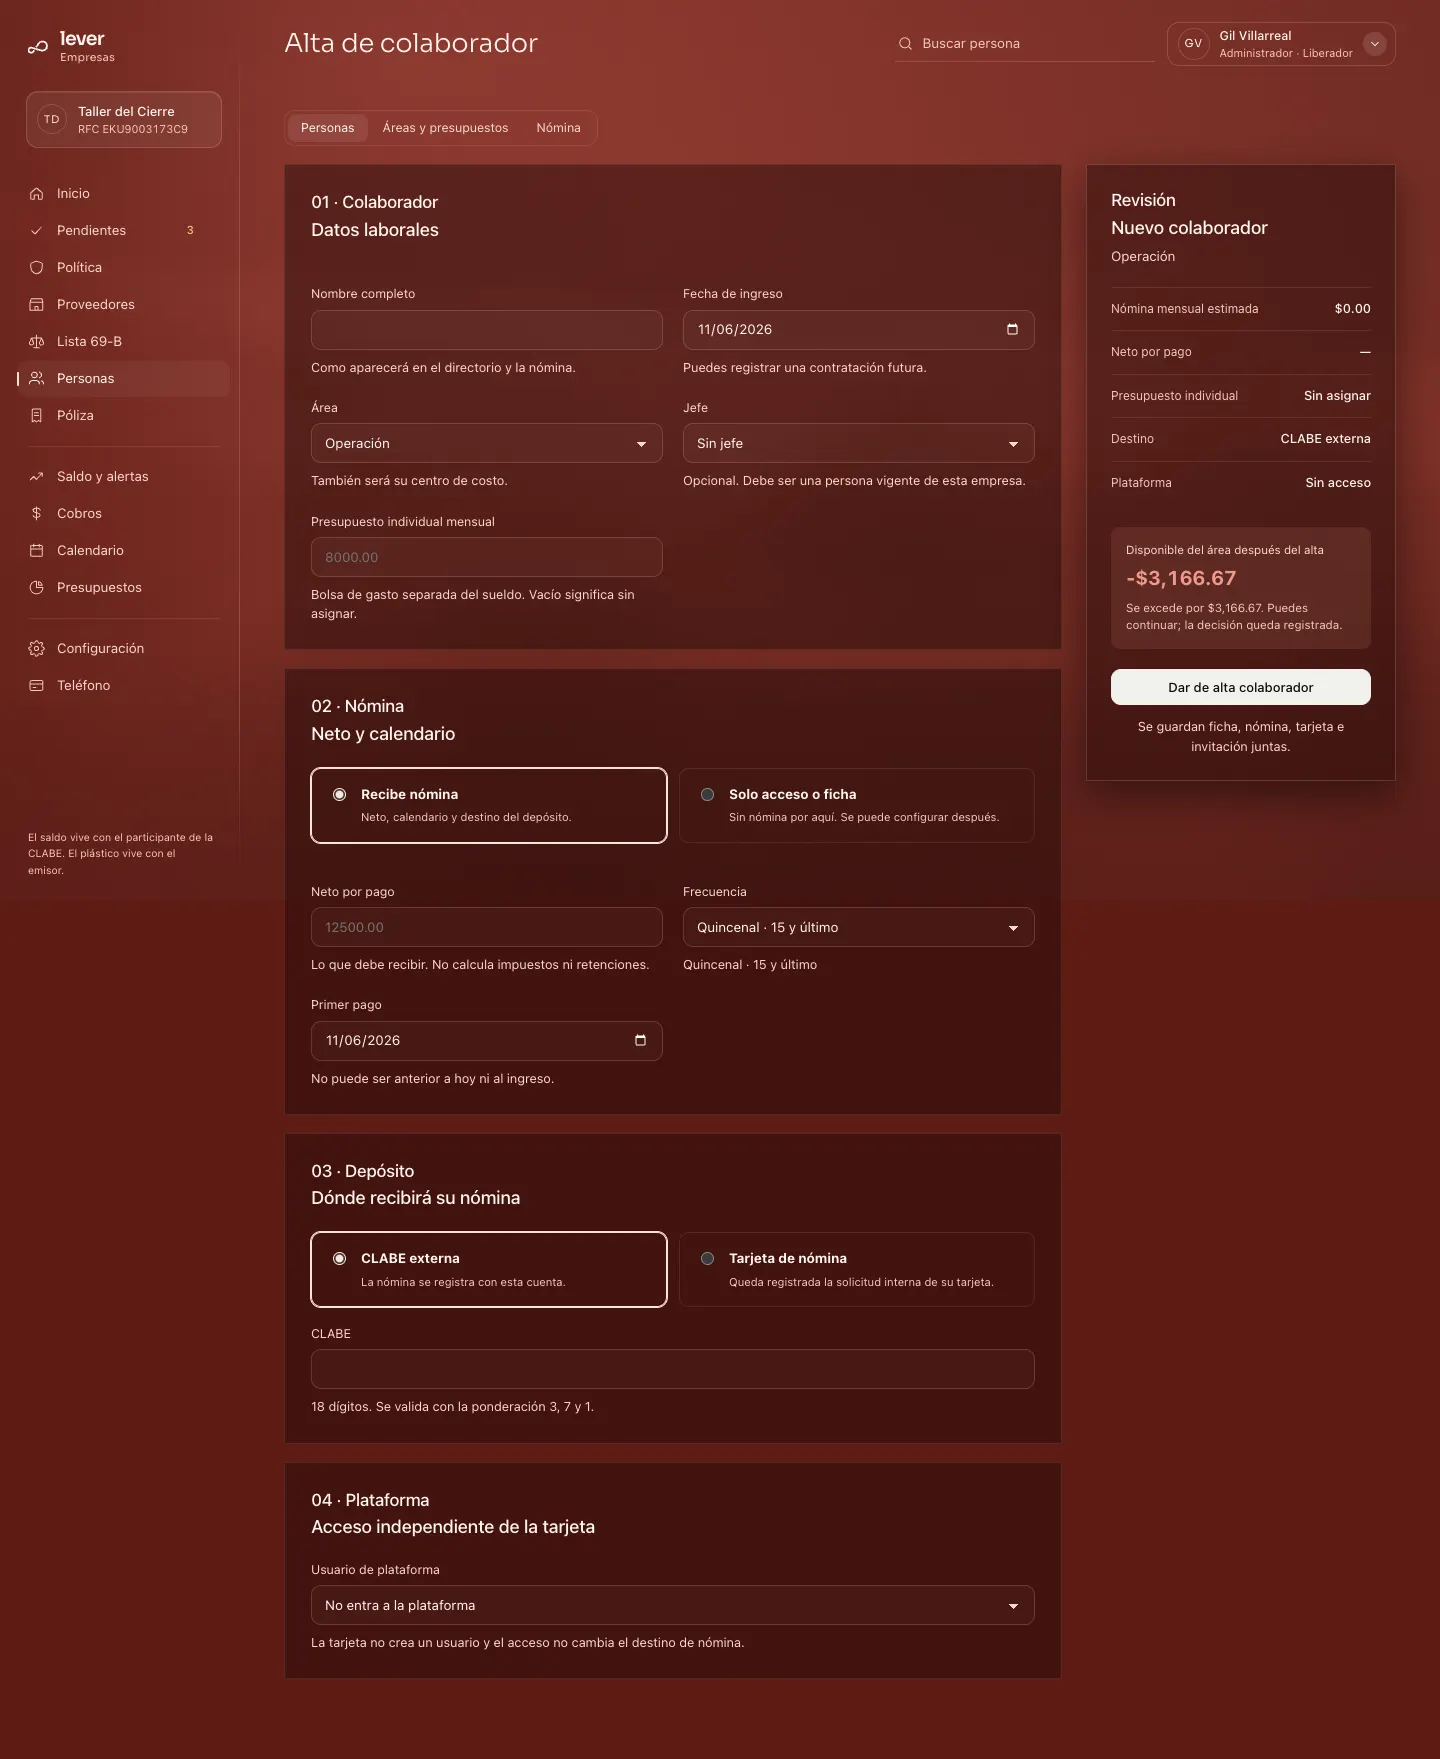 lever
Empresas
TD
Taller del Cierre
RFC EKU9003173C9
Inicio
Pendientes 3
Política
Proveedores
Lista 69-B
Personas
Póliza
Saldo y alertas
Cobros
Calendario
Presupuestos
Configuración
Teléfono
El saldo vive con el participante de la
CLABE. El plástico vive con el
emisor.
Alta de colaborador
Buscar persona
GV
Gil Villarreal
Administrador · Liberador
Personas Áreas y presupuestos Nómina
01 · Colaborador
Datos laborales
Nombre completo
Como aparecerá en el directorio y la nómina.
Fecha de ingreso
11/06/2026
Puedes registrar una contratación futura.
Área
Operación
También será su centro de costo.
Jefe
Sin jefe
Opcional. Debe ser una persona vigente de esta empresa.
Presupuesto individual mensual
8000.00
Bolsa de gasto separada del sueldo. Vacío significa sin
asignar.
02 · Nómina
Neto y calendario
Recibe nómina
Neto, calendario y destino del depósito.
Solo acceso o ficha
Sin nómina por aquí. Se puede configurar después.
Neto por pago
12500.00
Lo que debe recibir. No calcula impuestos ni retenciones.
Frecuencia
Quincenal · 15 y último
Quincenal · 15 y último
Primer pago
11/06/2026
No puede ser anterior a hoy ni al ingreso.
03 · Depósito
Dónde recibirá su nómina
CLABE externa
La nómina se registra con esta cuenta.
Tarjeta de nómina
Queda registrada la solicitud interna de su tarjeta.
CLABE
18 dígitos. Se valida con la ponderación 3, 7 y 1.
04 · Plataforma
Acceso independiente de la tarjeta
Usuario de plataforma
No entra a la plataforma
La tarjeta no crea un usuario y el acceso no cambia el destino de nómina.
Revisión
Nuevo colaborador
Operación
Nómina mensual estimada $0.00
Neto por pago —
Presupuesto individual Sin asignar
Destino CLABE externa
Plataforma Sin acceso
Disponible del área después del alta
-$3,166.67
Se excede por $3,166.67. Puedes
continuar; la decisión queda registrada.
Dar de alta colaborador
Se guardan ficha, nómina, tarjeta e
invitación juntas.